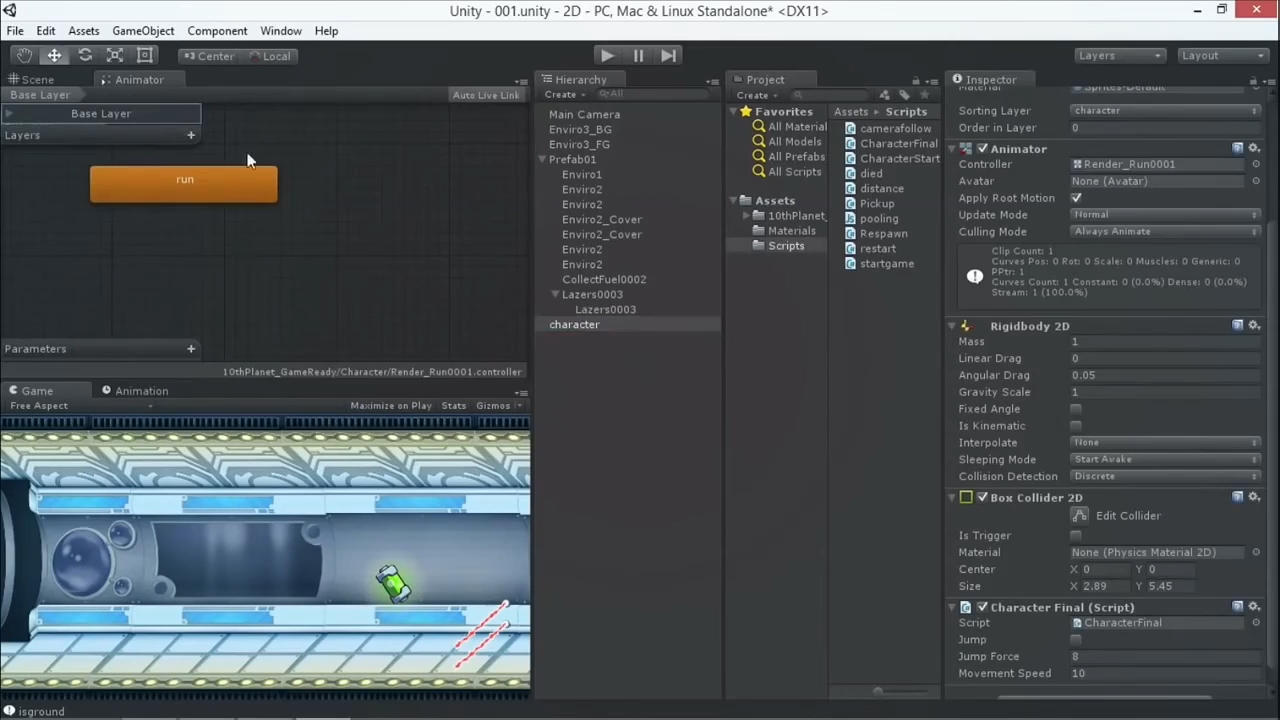 Unity - 001.unity - 2D - PC, Mac & Linux Standalone* <DX11>
File Edit Assets GameObject Component Window Help
Center Local Layers Layout
Scene Animator
Base Layer Auto Live Link
Base Layer
Layers +
run
Parameters +
10thPlanet_GameReady/Character/Render_Run0001.controller
Game Animation
Free Aspect Maximize on Play Stats Gizmos
isground
Hierarchy
Create All
Main Camera
Enviro3_BG
Enviro3_FG
Prefab01
Enviro1
Enviro2
Enviro2
Enviro2_Cover
Enviro2_Cover
Enviro2
Enviro2
CollectFuel0002
Lazers0003
Lazers0003
character
Project
Create
Favorites
All Material
All Models
All Prefabs
All Scripts
Assets
10thPlanet_
Materials
Scripts
Assets Scripts
camerafollow
CharacterFinal
CharacterStart
died
distance
Pickup
pooling
Respawn
restart
startgame
Inspector
Material Sprites-Default
Sorting Layer character
Order in Layer 0
Animator
Controller Render_Run0001
Avatar None (Avatar)
Apply Root Motion
Update Mode Normal
Culling Mode Always Animate
Clip Count: 1
Curves Pos: 0 Rot: 0 Scale: 0 Muscles: 0 Generic: 0
PPtr: 1
Curves Count: 1 Constant: 0 (0.0%) Dense: 0 (0.0%)
Stream: 1 (100.0%)
Rigidbody 2D
Mass 1
Linear Drag 0
Angular Drag 0.05
Gravity Scale 1
Fixed Angle
Is Kinematic
Interpolate None
Sleeping Mode Start Awake
Collision Detection Discrete
Box Collider 2D
Edit Collider
Is Trigger
Material None (Physics Material 2D)
Center X 0 Y 0
Size X 2.89 Y 5.45
Character Final (Script)
Script CharacterFinal
Jump
Jump Force 8
Movement Speed 10